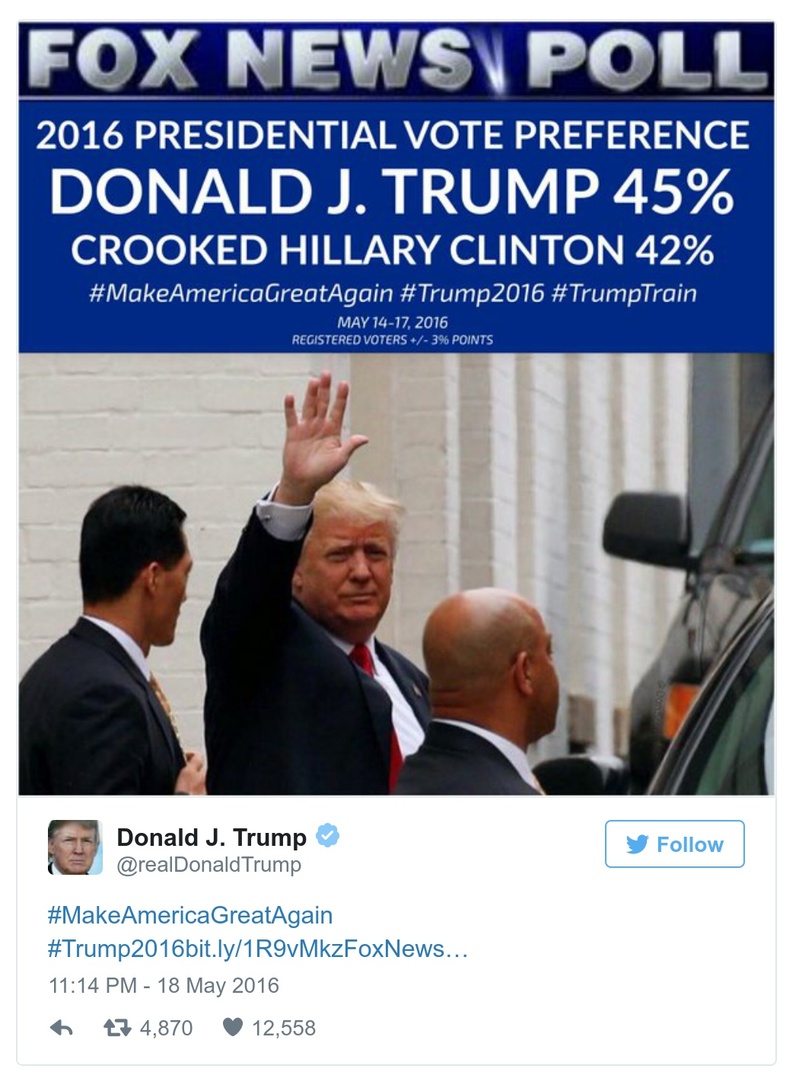 FOX NEWS POLL
2016 PRESIDENTIAL VOTE PREFERENCE
DONALD J. TRUMP 45%
CROOKED HILLARY CLINTON 42%
#MakeAmericaGreatAgain #Trump2016 #TrumpTrain
MAY 14-17, 2016
REGISTERED VOTERS +/- 3% POINTS
Donald J. Trump
@realDonaldTrump
Follow
#MakeAmericaGreatAgain
#Trump2016bit.ly/1R9vMkzFoxNews…
11:14 PM - 18 May 2016
4,870 12,558